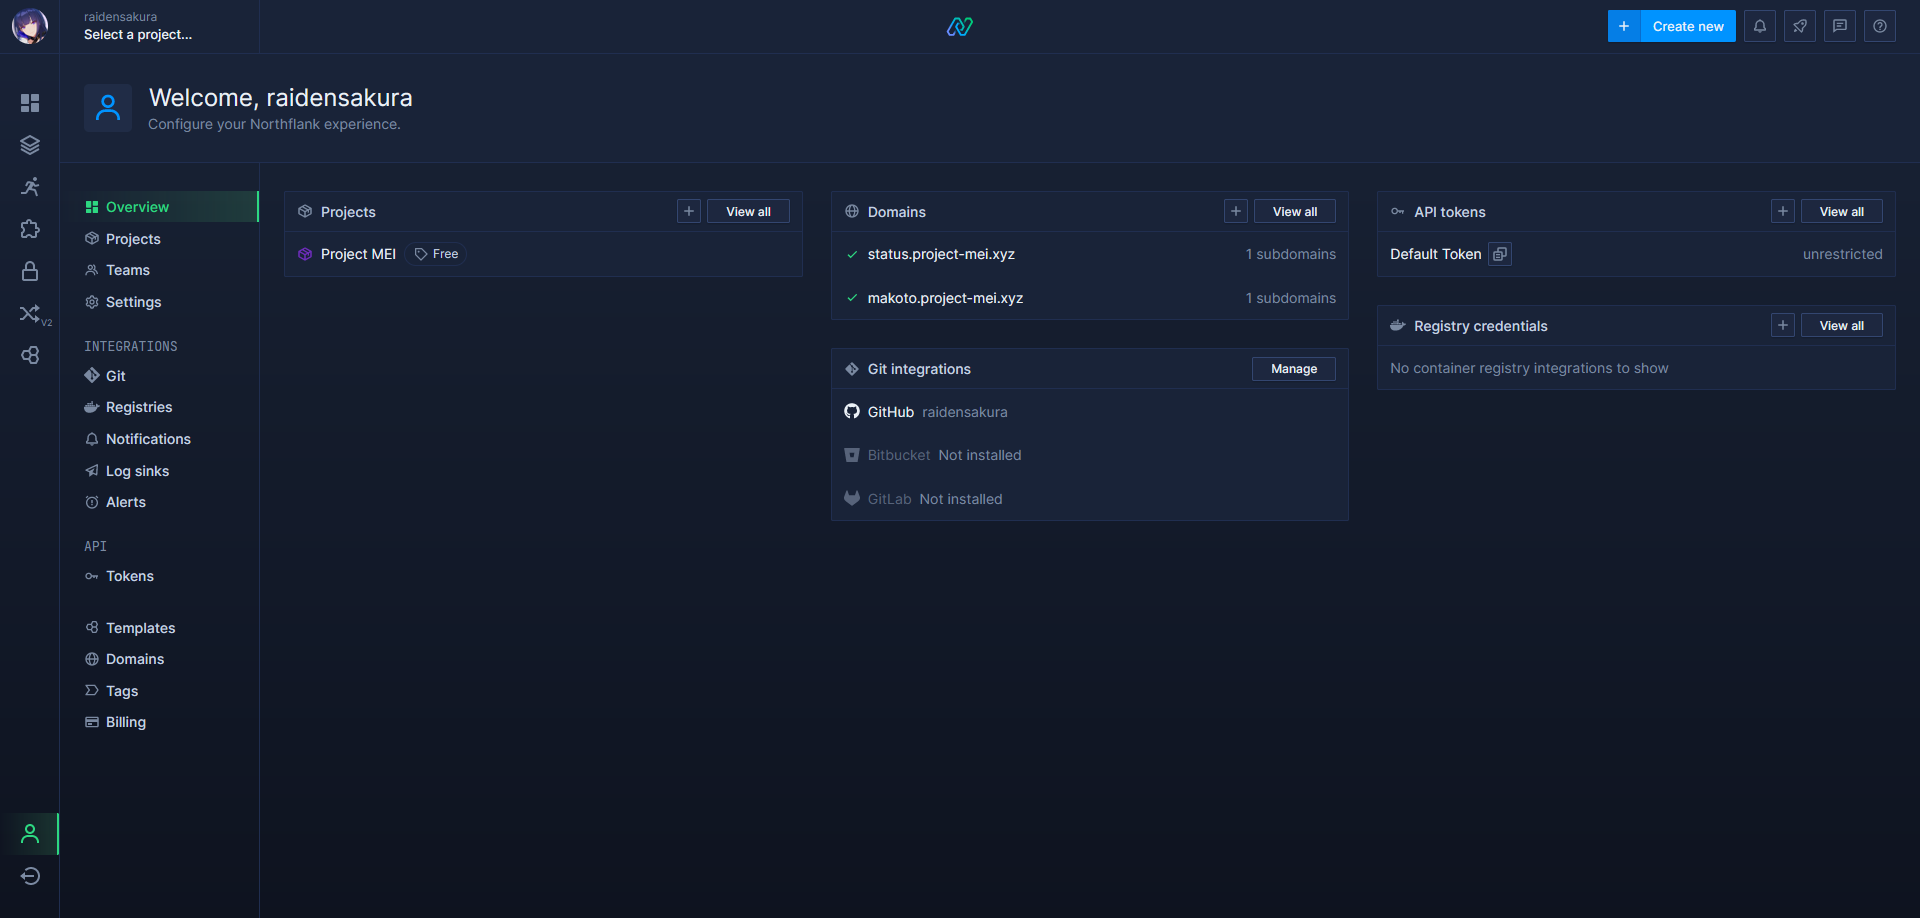 raidensakura
Select a project...
Create new
Welcome, raidensakura
Configure your Northflank experience.
Overview
Projects
Teams
Settings
INTEGRATIONS
Git
Registries
Notifications
Log sinks
Alerts
API
Tokens
Templates
Domains
Tags
Billing
V2
Projects
View all
Project MEI Free
Domains
View all
status.project-mei.xyz 1 subdomains
makoto.project-mei.xyz 1 subdomains
Git integrations
Manage
GitHub raidensakura
Bitbucket Not installed
GitLab Not installed
API tokens
View all
Default Token unrestricted
Registry credentials
View all
No container registry integrations to show